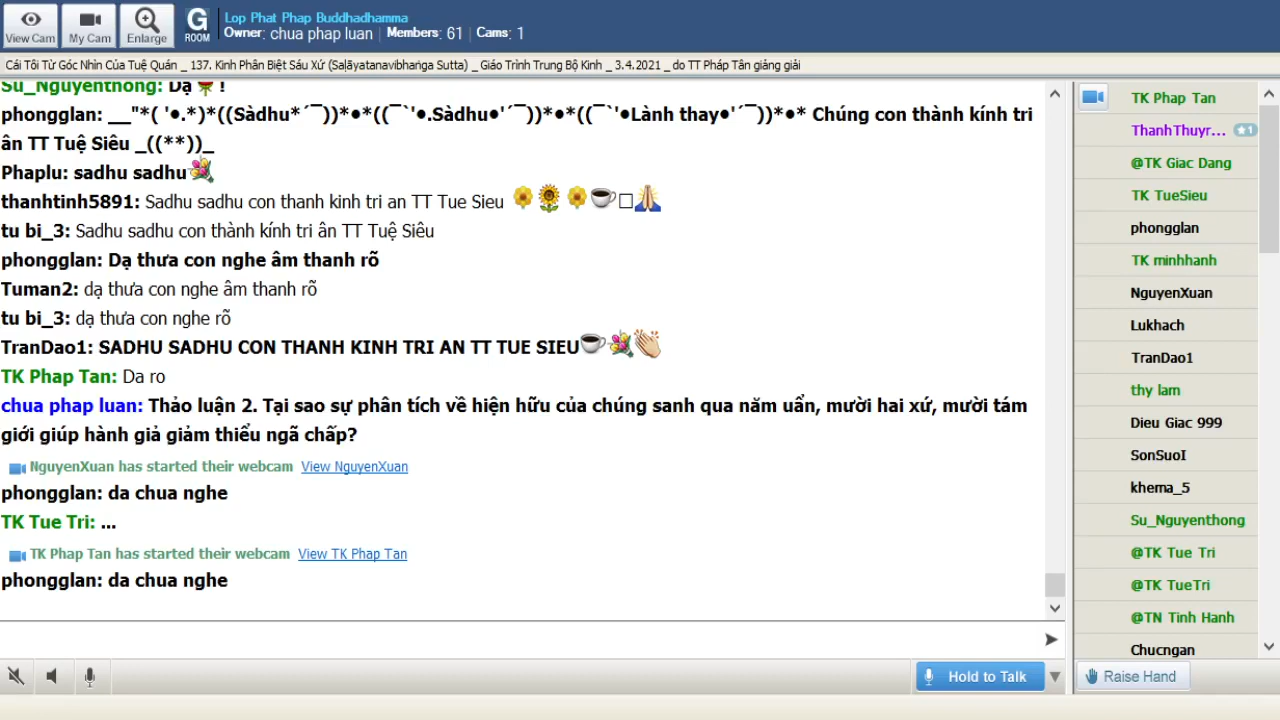 View Cam
My Cam
Enlarge
G ROOM
Lop Phat Phap Buddhadhamma
Owner: chua phap luan | Members: 61 | Cams: 1
Cái Tôi Từ Góc Nhìn Của Tuệ Quán _ 137. Kinh Phân Biệt Sáu Xứ (Saḷāyatanavibhaṅga Sutta) _ Giáo Trình Trung Bộ Kinh _ 3.4.2021 _ do TT Pháp Tân giảng giải
Su_Nguyenthong: Dạ 🌹 !
phongglan: __"*( '●.*)*((Sàdhu*´¯))*●*((¯`'●.Sàdhu●'´¯))*●*((¯`'●Lành thay●'´¯))*●* Chúng con thành kính tri
ân TT Tuệ Siêu _((**))_
Phaplu: sadhu sadhu💐
thanhtinh5891: Sadhu sadhu con thanh kinh tri an TT Tue Sieu 🌼🌻🌼☕□🙏
tu bi_3: Sadhu sadhu con thành kính tri ân TT Tuệ Siêu
phongglan: Dạ thưa con nghe âm thanh rõ
Tuman2: dạ thưa con nghe âm thanh rõ
tu bi_3: dạ thưa con nghe rõ
TranDao1: SADHU SADHU CON THANH KINH TRI AN TT TUE SIEU☕💐👏
TK Phap Tan: Da ro
chua phap luan: Thảo luận 2. Tại sao sự phân tích về hiện hữu của chúng sanh qua năm uẩn, mười hai xứ, mười tám
giới giúp hành giả giảm thiểu ngã chấp?
NguyenXuan has started their webcam View NguyenXuan
phongglan: da chua nghe
TK Tue Tri: ...
TK Phap Tan has started their webcam View TK Phap Tan
phongglan: da chua nghe
Hold to Talk
TK Phap Tan
ThanhThuyr... ★1
@TK Giac Dang
TK TueSieu
phongglan
TK minhhanh
NguyenXuan
Lukhach
TranDao1
thy lam
Dieu Giac 999
SonSuoI
khema_5
Su_Nguyenthong
@TK Tue Tri
@TK TueTri
@TN Tinh Hanh
Chucngan
Raise Hand